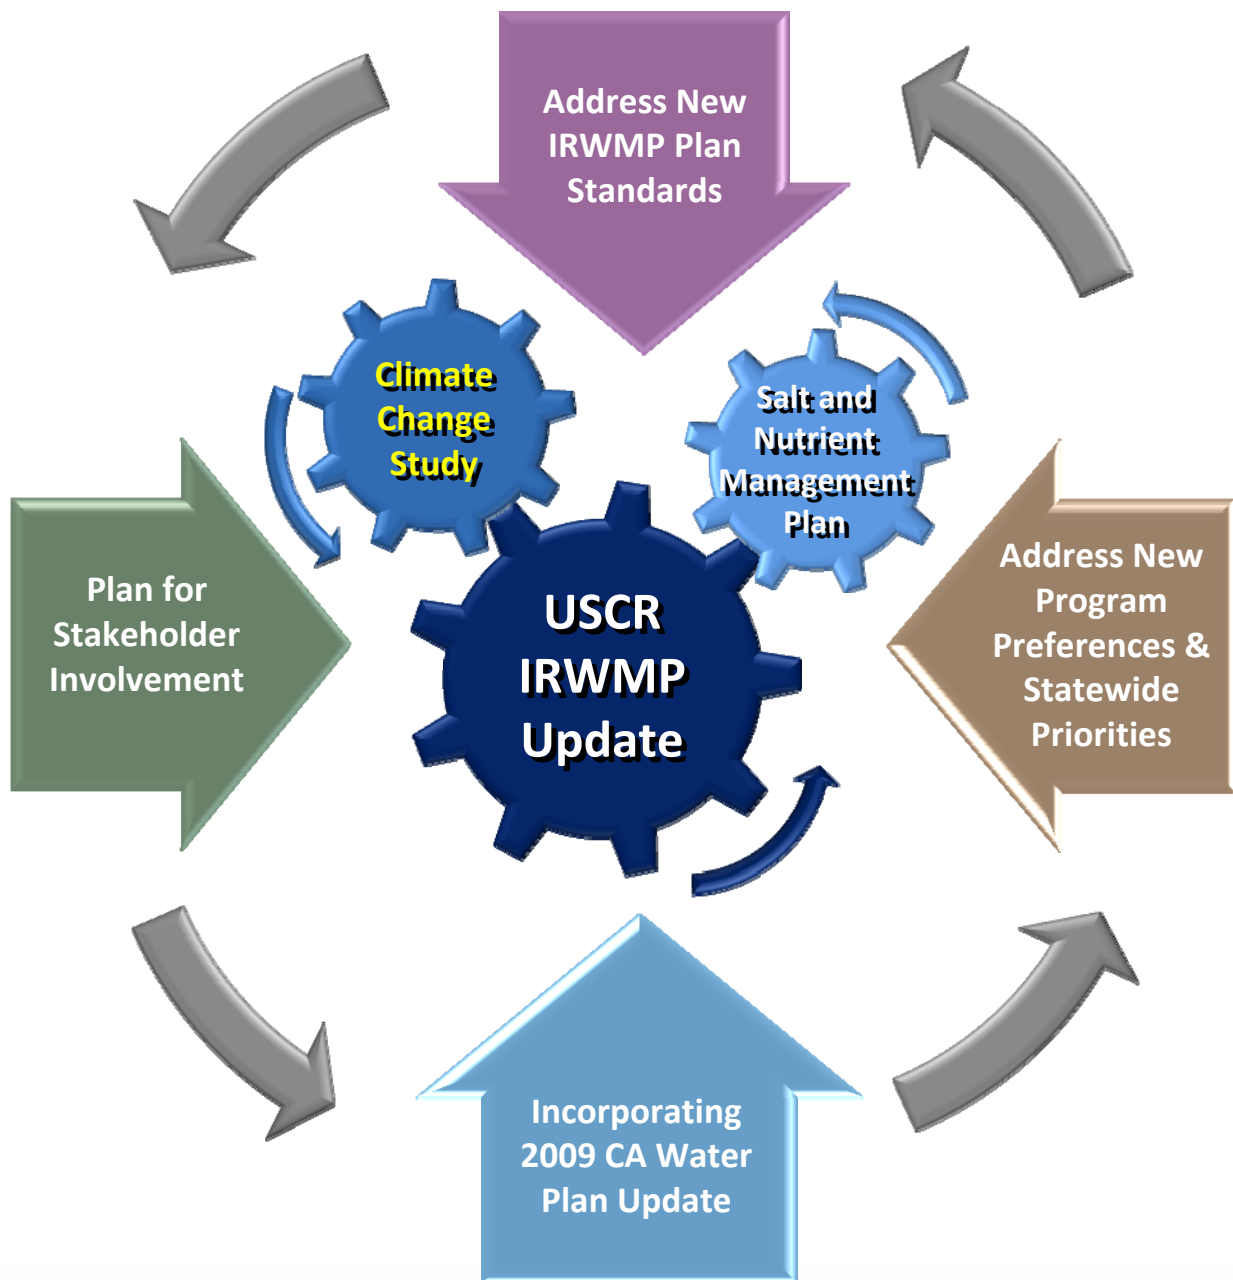 Address New
IRWMP Plan
Standards
Climate
Change
Study
Salt and
Nutrient
Management
Plan
Plan for
Stakeholder
Involvement
USCR
IRWMP
Update
Address New
Program
Preferences &
Statewide
Priorities
Incorporating
2009 CA Water
Plan Update